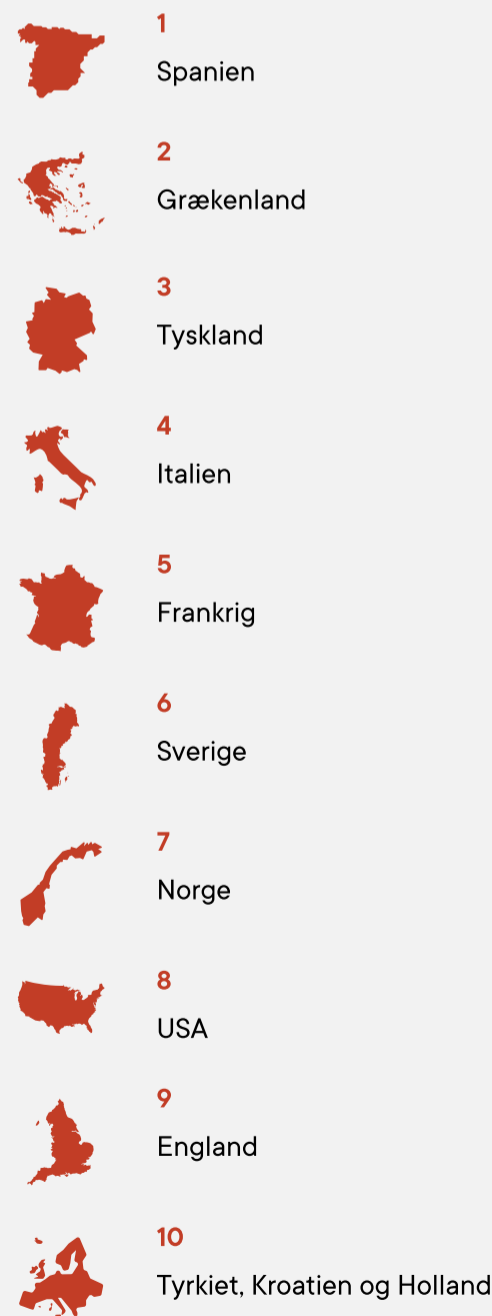 1
Spanien
2
Grækenland
3
Tyskland
4
Italien
5
Frankrig
6
Sverige
7
Norge
8
USA
9
England
10
Tyrkiet, Kroatien og Holland